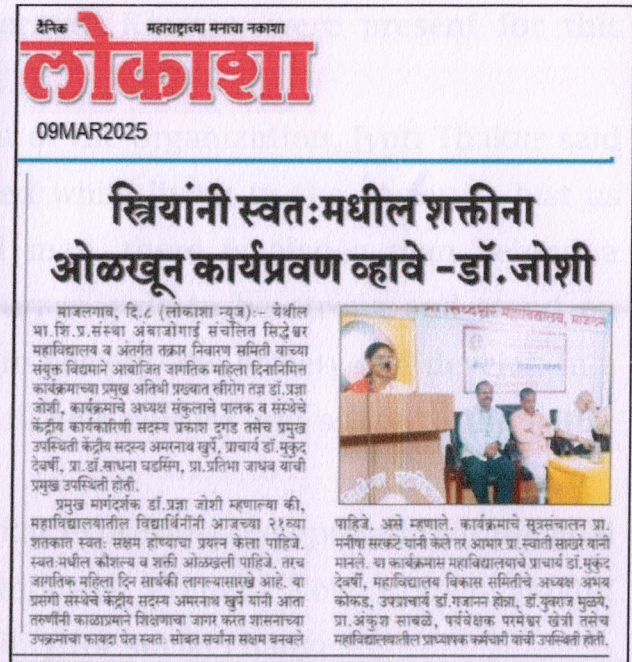 दैनिक महाराष्ट्राच्या मनाचा नकाशा
लोकाशा
09MAR2025
स्त्रियांनी स्वतःमधील शक्तीना
ओळखून कार्यप्रवण व्हावे -डॉ.जोशी
माजलगाव, दि.८ (लोकाशा न्यूज):- येथील
भा.शि.प्र.संस्था अंबाजोगाई संचलित सिद्धेश्वर
महाविद्यालय व अंतर्गत तक्रार निवारण समिती यांच्या
संयुक्त विद्यमाने आयोजित जागतिक महिला दिनानिमित्त
कार्यक्रमाच्या प्रमुख अतिथी प्रख्यात स्त्रीरोग तज्ञ डॉ.प्रज्ञा
जोशी, कार्यक्रमाचे अध्यक्ष संकुलाचे पालक व संस्थेचे
केंद्रीय कार्यकारिणी सदस्य प्रकाश दुगड तसेच प्रमुख
उपस्थिती केंद्रीय सदस्य अमरनाथ खुर्पे, प्राचार्य डॉ.मुकुंद
देवर्षी, प्रा.डॉ.साधना घडसिंग, प्रा.प्रतिभा जाधव यांची
प्रमुख उपस्थिती होती.
प्रमुख मार्गदर्शक डॉ.प्रज्ञा जोशी म्हणाल्या की,
महाविद्यालयातील विद्यार्थिनींनी आजच्या २१व्या
शतकात स्वतः सक्षम होण्याचा प्रयत्न केला पाहिजे.
स्वतःमधील कौशल्य व शक्ती ओळखली पाहिजे. तरच
जागतिक महिला दिन सार्थकी लागल्यासारखे आहे. या
प्रसंगी संस्थेचे केंद्रीय सदस्य अमरनाथ खुर्पे यांनी आता
तरुणींनी काळाप्रमाने शिक्षणाचा जागर करत शासनाच्या
उपक्रमांचा फायदा घेत स्वतः सोबत सर्वांना सक्षम बनवले
सिध्देश्वर महाविद्यालय, माजलग
पाहिजे. असे म्हणाले. कार्यक्रमाचे सूत्रसंचालन प्रा.
मनीषा सरकटे यांनी केले तर आभार प्रा.स्वाती साखरे यांनी
मानले. या कार्यक्रमास महाविद्यालयाचे प्राचार्य डॉ.मुकुंद
देवर्षी, महाविद्यालय विकास समितीचे अध्यक्ष अभय
कोकड, उपप्राचार्य डॉ.गजानन होन्ना, डॉ.युवराज मुळये,
प्रा.अंकुश साबळे, पर्यवेक्षक परमेश्वर खेत्री तसेच
महाविद्यालयातील प्राध्यापक कर्मचारी यांची उपस्थिती होती.